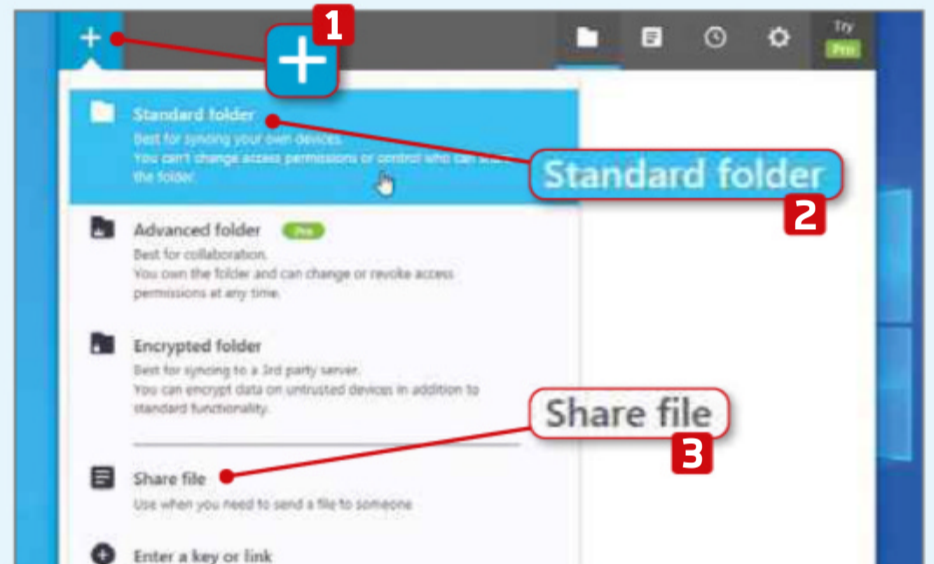 1
Try
Pro
Standard folder
Best for syncing your own devices.
You can't change access permissions or control who can
the folder.
Standard folder
2
Advanced folder Pro
Best for collaboration.
You own the folder and can change or revoke access
permissions at any time.
Encrypted folder
Best for syncing to a 3rd party server.
You can encrypt data on untrusted devices in addition to
standard functionality.
Share file
3
Share file
Use when you need to send a file to someone
Enter a key or link